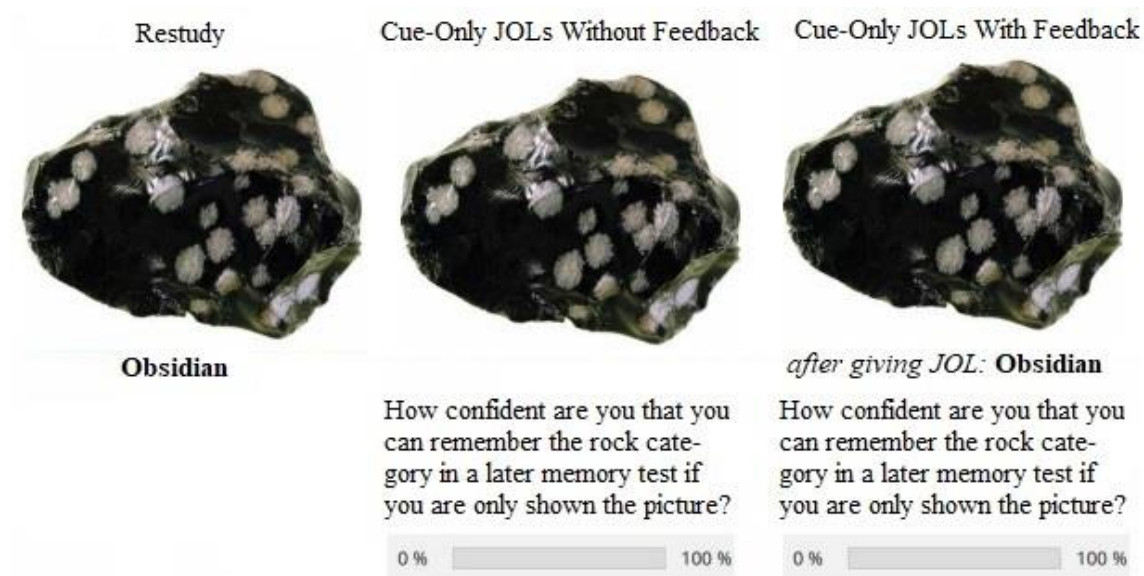 Restudy
Obsidian
Cue-Only JOLs Without Feedback
How confident are you that you
can remember the rock cate-
gory in a later memory test if
you are only shown the picture?
0 % 100 %
Cue-Only JOLs With Feedback
after giving JOL: Obsidian
How confident are you that you
can remember the rock cate-
gory in a later memory test if
you are only shown the picture?
0 % 100 %